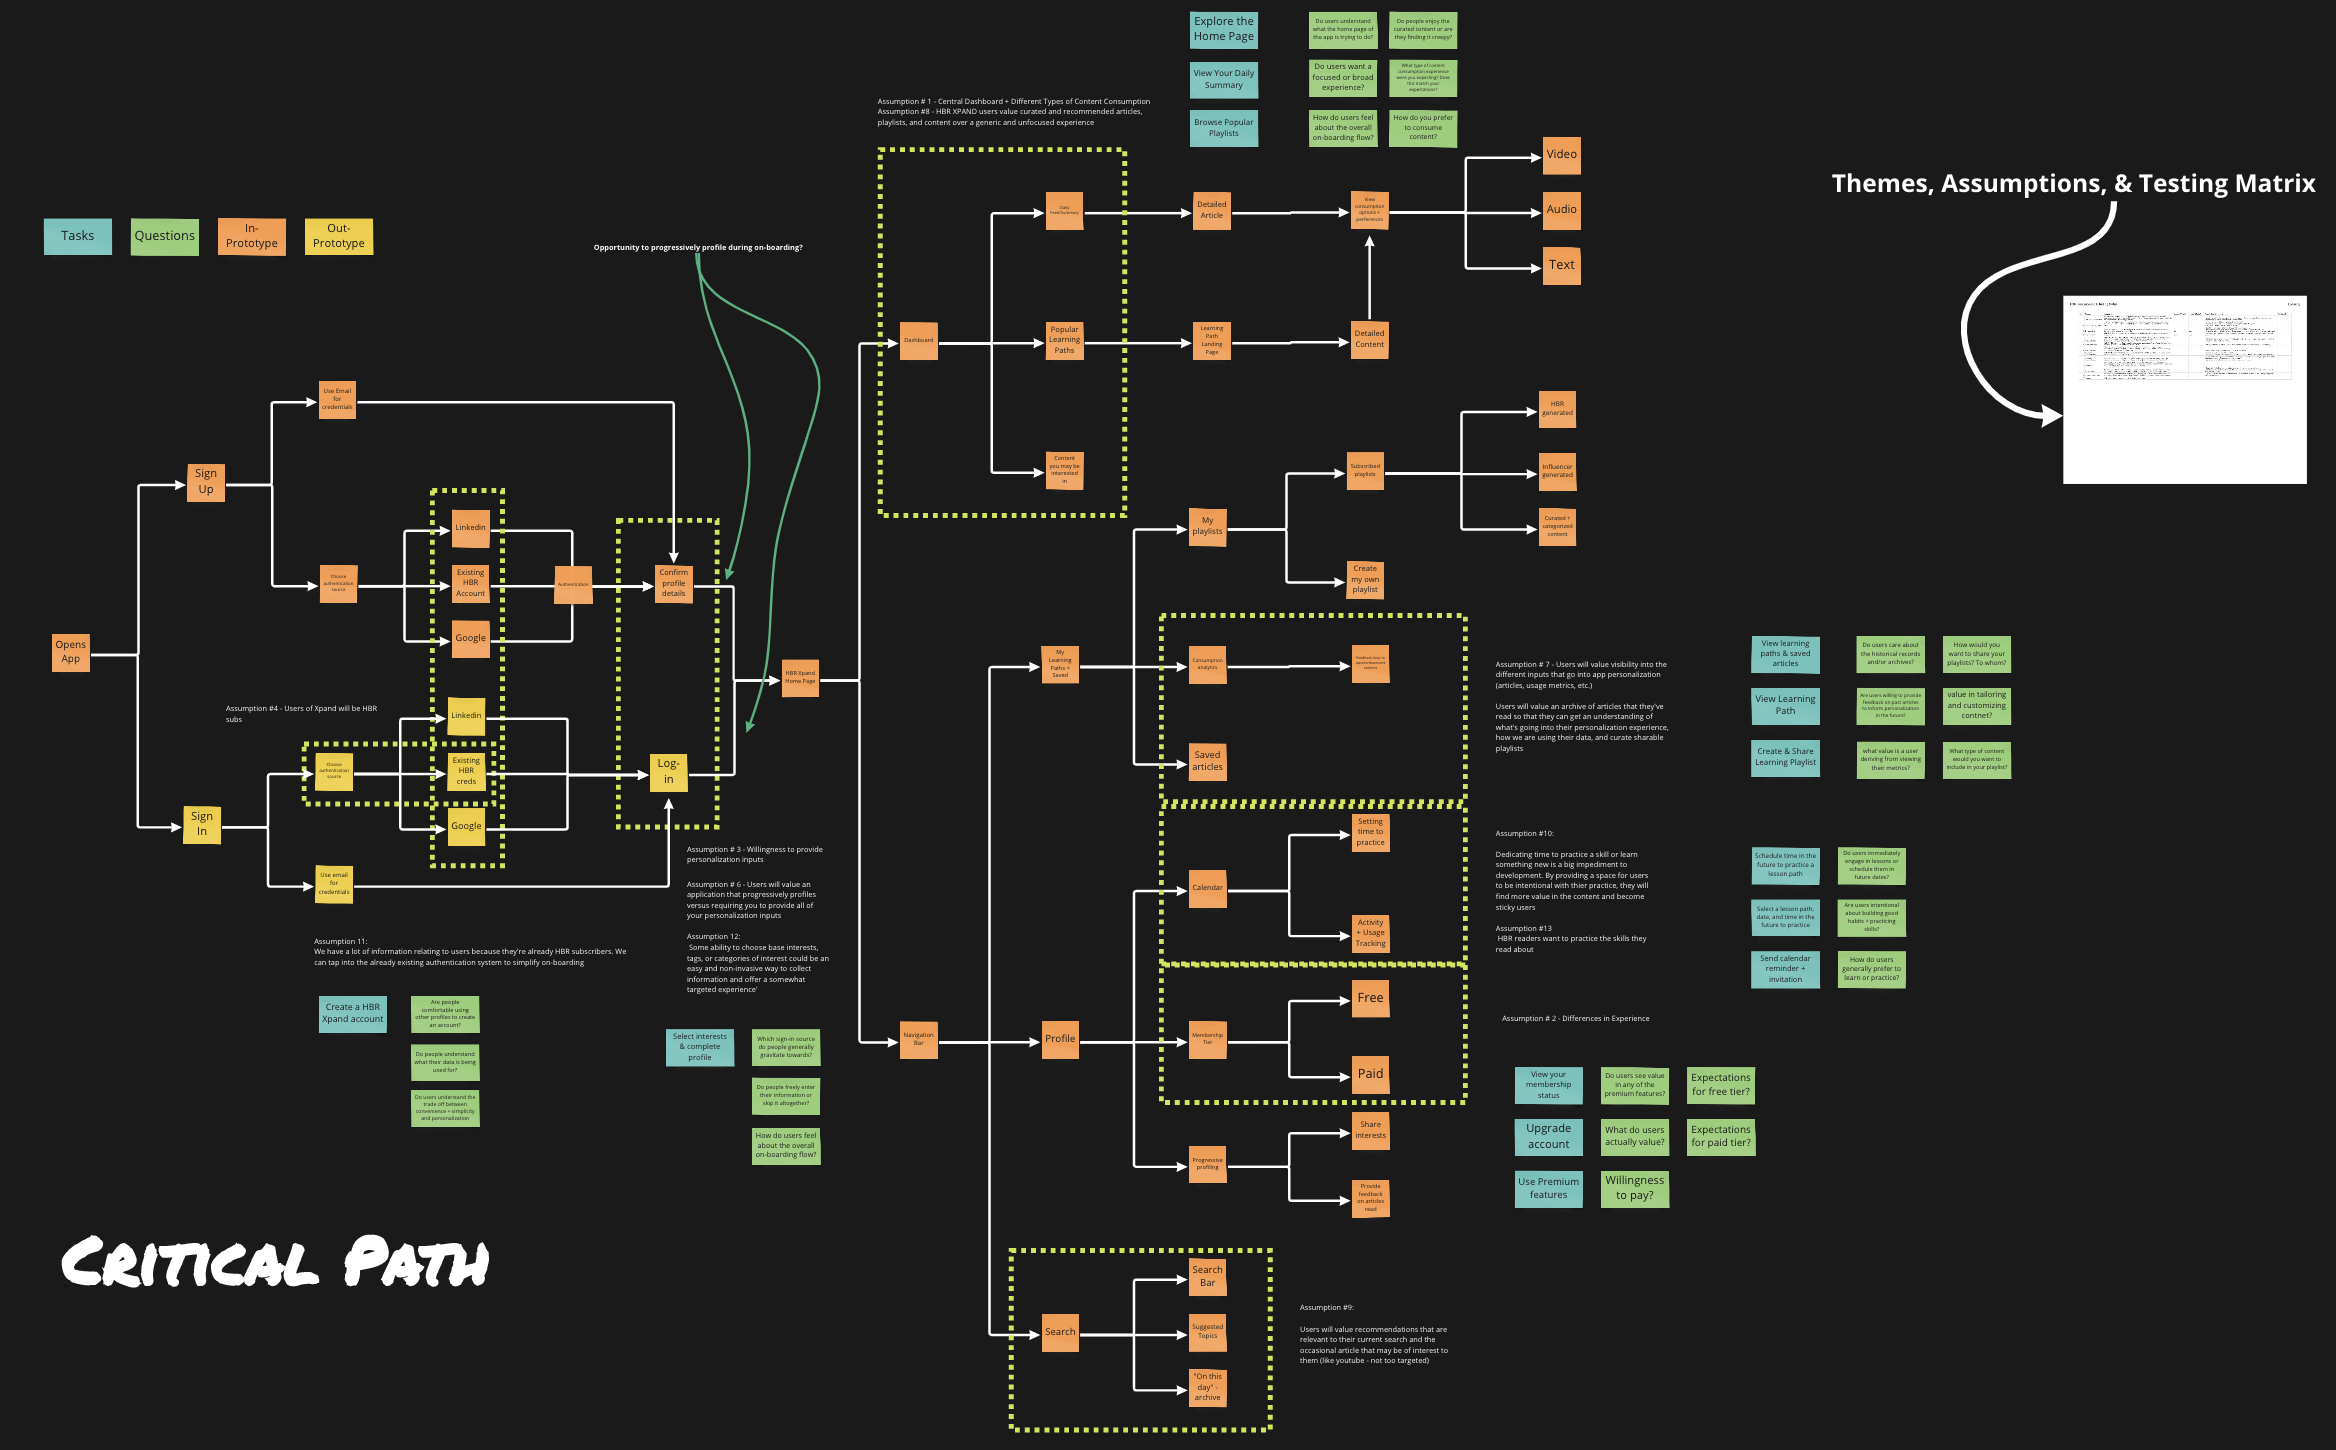 Explore the
Home Page
Do users understand
what the home page of
the app is trying to do?
Do people enjoy the
curated content or are
they finding it creepy?
View Your Daily
Summary
Do users want a
focused or broad
experience?
What type of content
consumption experience
were you expecting? Does
this match your
expectations?
Browse Popular
Playlists
How do users feel
about the overall
on-boarding flow?
How do you prefer
to consume
content?
Assumption # 1 - Central Dashboard + Different Types of Content Consumption
Assumption #8 - HBR XPAND users value curated and recommended articles,
playlists, and content over a generic and unfocused experience
Themes, Assumptions, & Testing Matrix
Tasks
Questions
In-
Prototype
Out-
Prototype
Opportunity to progressively profile during on-boarding?
Daily
Feed/Summary
Detailed
Article
View
consumption
options +
perferences
Video
Audio
Text
Dashboard
Popular
Learning
Paths
Learning
Path
Landing
Page
Detailed
Content
Content
you may be
interested
in
Use Email
for
credentials
Sign
Up
Choose
authentication
source
Linkedin
Existing
HBR
Account
Google
Authentication
Confirm
profile
details
Opens
App
HBR Xpand
Home Page
Assumption #4 - Users of Xpand will be HBR
subs
Linkedin
Choose
authentication
source
Existing
HBR
creds
Google
Log-
in
Sign
In
Use email
for
credentials
Assumption # 3 - Willingness to provide
personalization inputs
Assumption # 6 - Users will value an
application that progressively profiles
versus requiring you to provide all of
your personalization inputs
Assumption 12:
Some ability to choose base interests,
tags, or categories of interest could be an
easy and non-invasive way to collect
information and offer a somewhat
targeted experience'
Assumption 11:
We have a lot of information relating to users because they're already HBR subscribers. We
can tap into the already existing authentication system to simplify on-boarding
Create a HBR
Xpand account
Are people
comfortable using
other profiles to create
an account?
Do people understand
what their data is being
used for?
Do users understand the
trade off between
convenience + simplicity
and personalization
Select interests
& complete
profile
Which sign-in source
do people generally
gravitate towards?
Do people freely enter
their information or
skip it altogether?
How do users feel
about the overall
on-boarding flow?
My
playlists
Subscribed
playlists
HBR
generated
Influencer
generated
Curated +
categorized
content
Create
my own
playlist
My
Learning
Paths +
Saved
Consumption
analytics
Saved
articles
Assumption # 7 - Users will value visibility into the
different inputs that go into app personalization
(articles, usage metrics, etc.)
Users will value an archive of articles that they've
read so that they can get an understanding of
what's going into their personalization experience,
how we are using their data, and curate sharable
playlists
View learning
paths & saved
articles
Do users care about
the historical records
and/or archives?
How would you
want to share your
playlists? To whom?
View Learning
Path
Are users willing to provide
feedback on past articles
to inform personalization
in the future?
value in tailoring
and customizing
contnet?
Create & Share
Learning Playlist
what value is a user
deriving from viewing
their metrics?
What type of content
would you want to
include in your playlist?
Calendar
Setting
time to
practice
Activity
+ Usage
Tracking
Assumption #10:
Dedicating time to practice a skill or learn
something new is a big impediment to
development. By providing a space for users
to be intentional with thier practice, they will
find more value in the content and become
sticky users
Assumption #13
HBR readers want to practice the skills they
read about
Schedule time in the
future to practice a
lesson path
Do users immediately
engage in lessons or
schedule them in
future dates?
Select a lesson path,
date, and time in the
future to practice
Are users intentional
about building good
habits + practicing
skills?
Send calendar
reminder +
invitation
How do users
generally prefer to
learn or practice?
Navigation
Bar
Profile
Membership
Tier
Free
Paid
Assumption # 2 - Differences in Experience
View your
membership
status
Do users see value
in any of the
premium features?
Expectations
for free tier?
Upgrade
account
What do users
actually value?
Expectations
for paid tier?
Use Premium
features
Willingness
to pay?
Progressive
profiling
Share
interests
Provide
feedback
on articles
read
Critical Path
Search
Search
Bar
Suggested
Topics
"On this
day" -
archive
Assumption #9:
Users will value recommendations that are
relevant to their current search and the
occasional article that may be of interest to
them (like youtube - not too targeted)